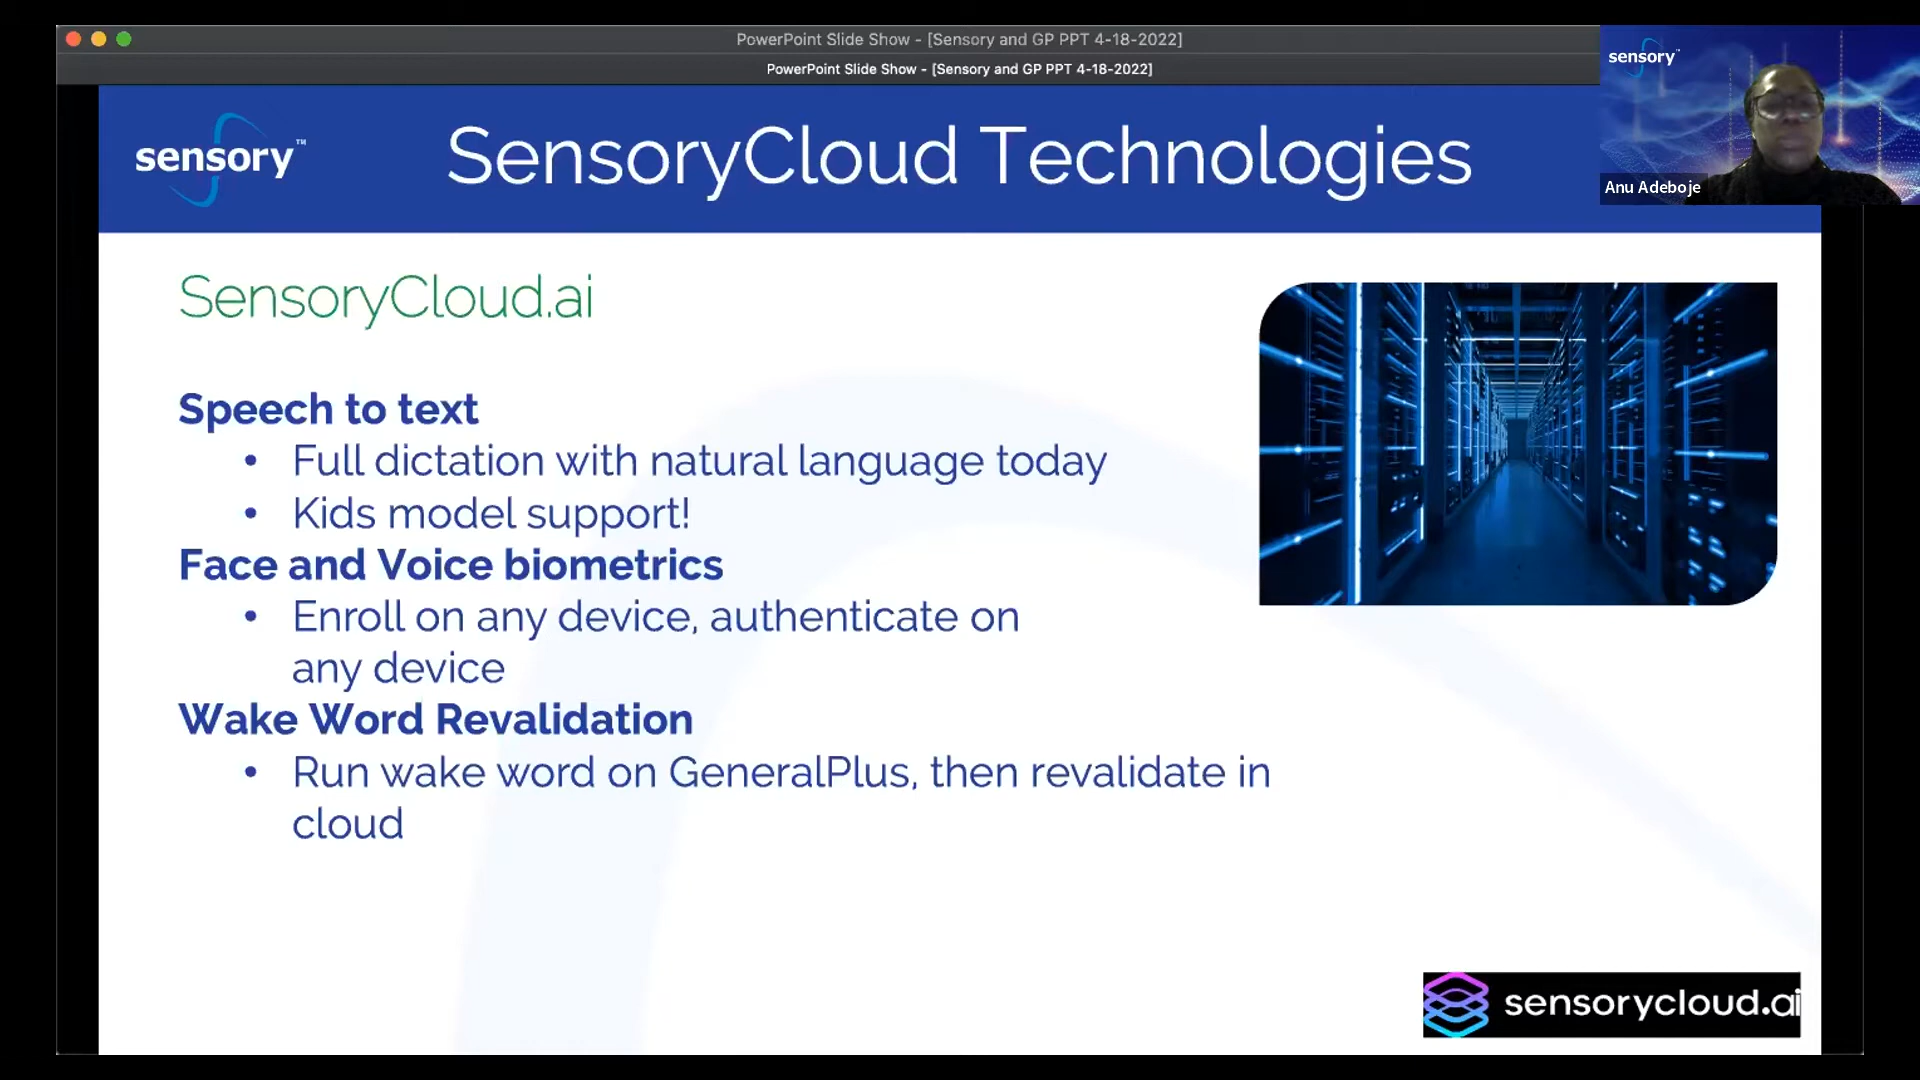 PowerPoint Slide Show - [Sensory and GP PPT 4-18-2022]
PowerPoint Slide Show - [Sensory and GP PPT 4-18-2022]
sensory™
SensoryCloud Technologies
sensory™
Anu Adeboje
SensoryCloud.ai
Speech to text
• Full dictation with natural language today
• Kids model support!
Face and Voice biometrics
• Enroll on any device, authenticate on
any device
Wake Word Revalidation
• Run wake word on GeneralPlus, then revalidate in
cloud
sensorycloud.ai